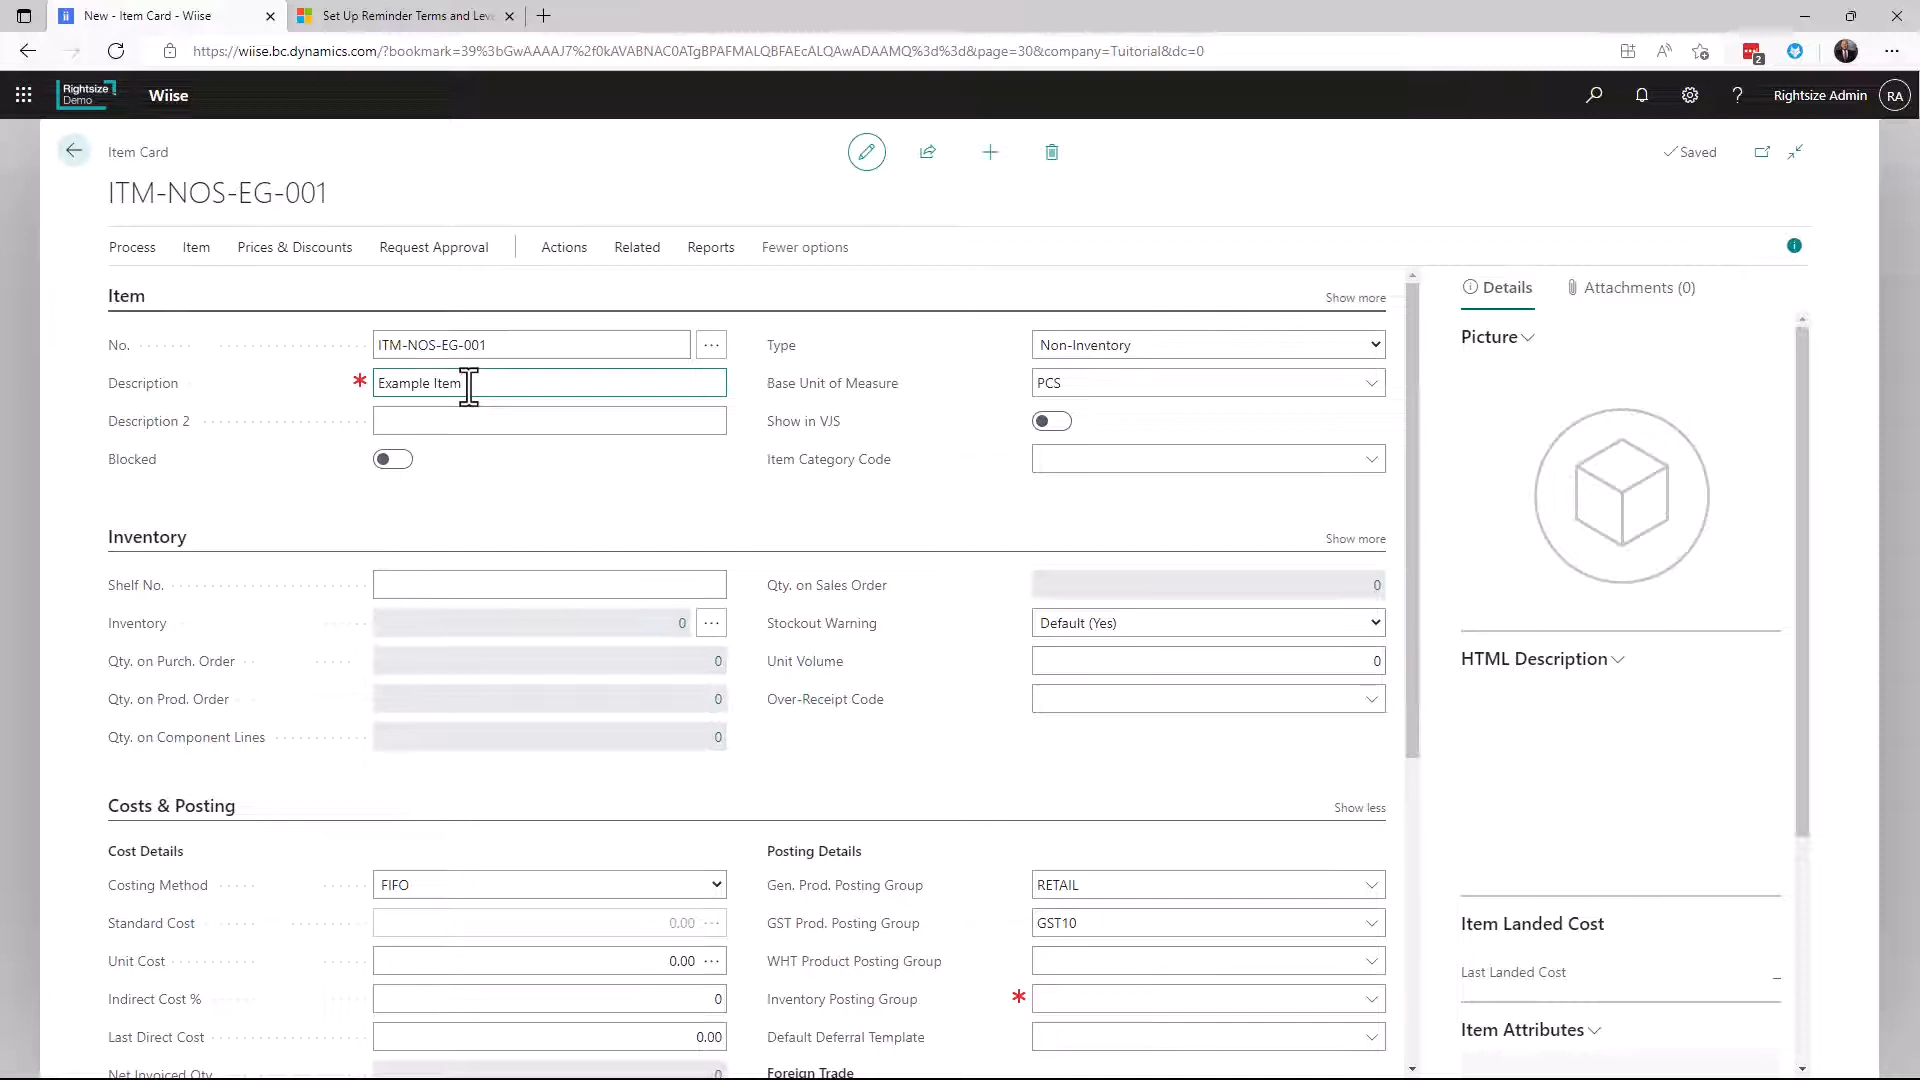 New - Item Card - Wiise
Set Up Reminder Terms and Leve
https://wiise.bc.dynamics.com/?bookmark=39%3bGwAAAAJ7%2f0kAVABNAC0ATgBPAFMALQBFAEcALQAwADAAMQ%3d%3d&page=30&company=Tuitorial&dc=0
2
Rightsize
Demo
Wiise
Rightsize Admin
RA
Item Card
Saved
ITM-NOS-EG-001
Process
Item
Prices & Discounts
Request Approval
Actions
Related
Reports
Fewer options
Item
Show more
No.
ITM-NOS-EG-001
Type
Non-Inventory
Description
Example Item
Base Unit of Measure
PCS
Description 2
Show in VJS
Blocked
Item Category Code
Inventory
Show more
Shelf No.
Qty. on Sales Order
0
Inventory
0
Stockout Warning
Default (Yes)
Qty. on Purch. Order
0
Unit Volume
0
Qty. on Prod. Order
0
Over-Receipt Code
Qty. on Component Lines
0
Costs & Posting
Show less
Cost Details
Posting Details
Costing Method
FIFO
Gen. Prod. Posting Group
RETAIL
Standard Cost
0.00
GST Prod. Posting Group
GST10
Unit Cost
0.00
WHT Product Posting Group
Indirect Cost %
0
Inventory Posting Group
Last Direct Cost
0.00
Default Deferral Template
Net Invoiced Qty.
0
Foreign Trade
Details
Attachments (0)
Picture
HTML Description
Item Landed Cost
Last Landed Cost
_
Item Attributes